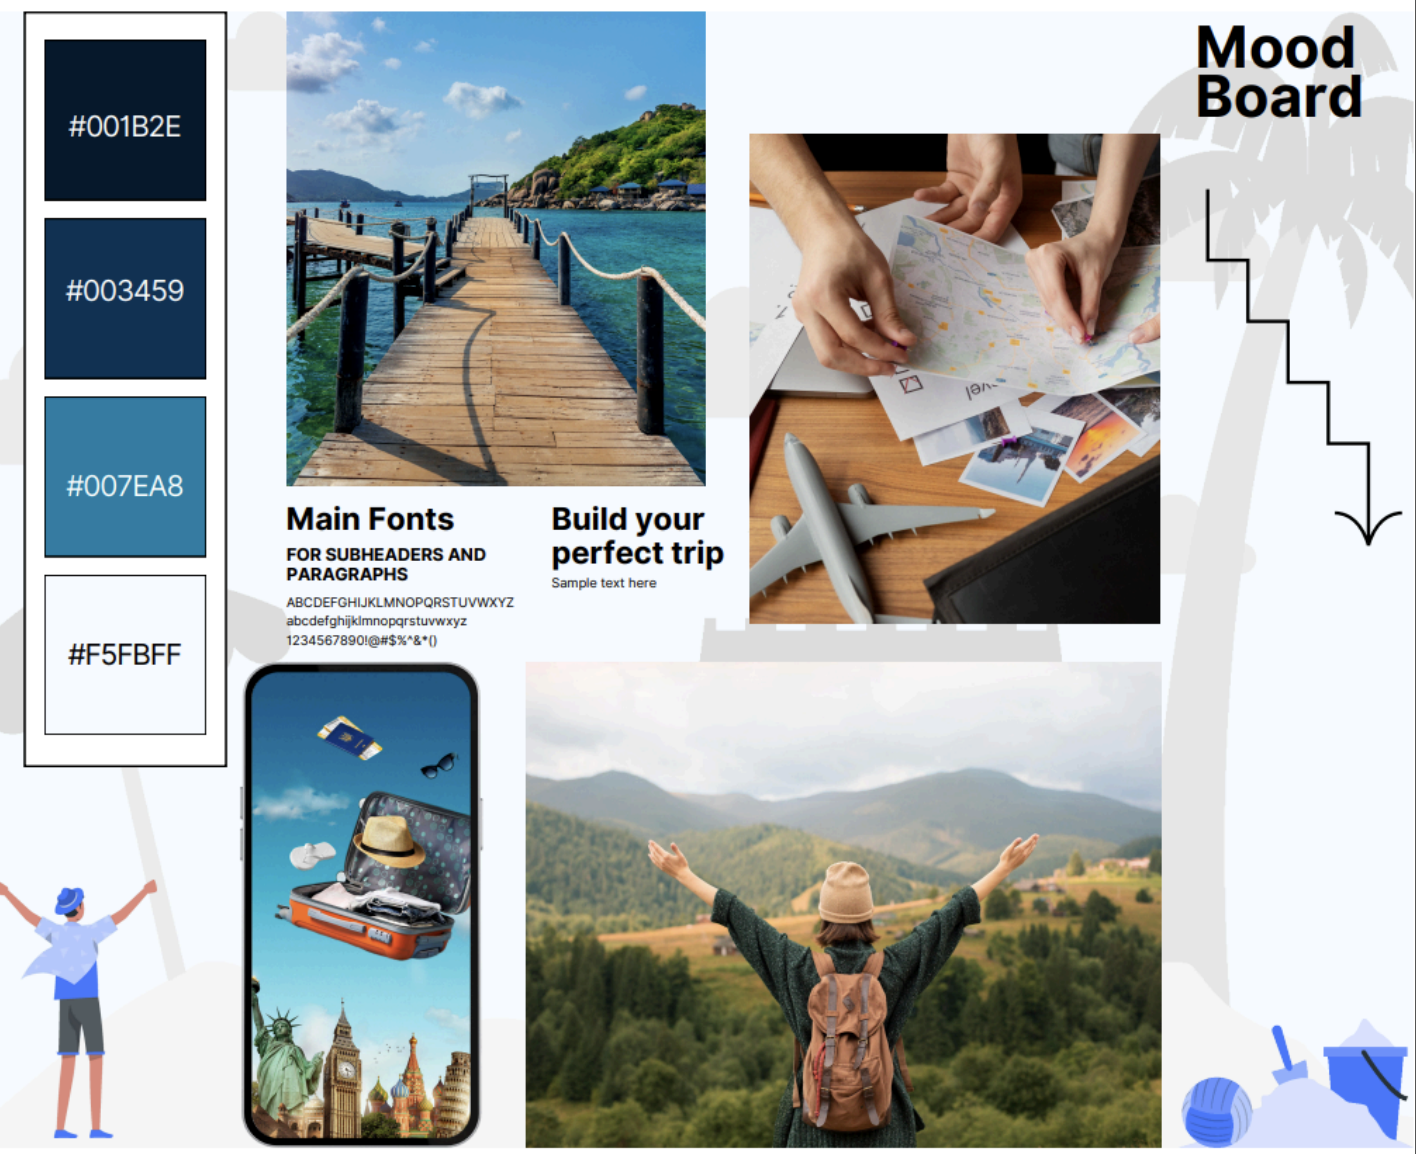 Mood
Board
#001B2E
#003459
#007EA8
#F5FBFF
Main Fonts
FOR SUBHEADERS AND
PARAGRAPHS
ABCDEFGHIJKLMNOPQRSTUVWXYZ
abcdefghijklmnopqrstuvwxyz
1234567890!@#$%^&*()
Build your
perfect trip
Sample text here